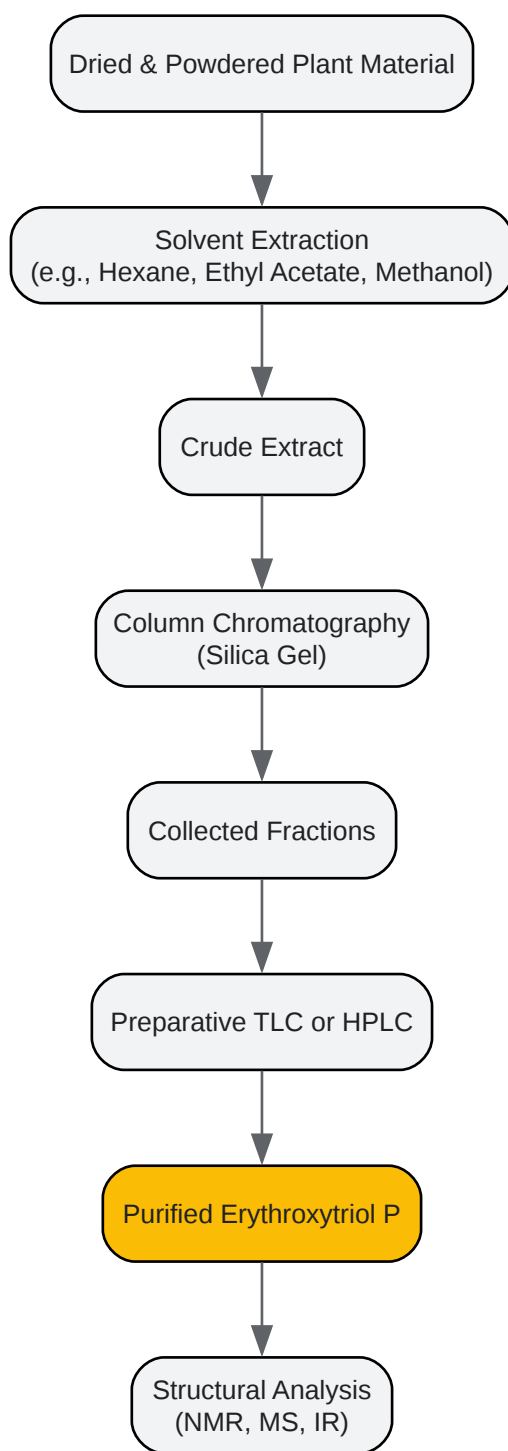 Dried & Powdered Plant Material
Solvent Extraction
(e.g., Hexane, Ethyl Acetate, Methanol)
Crude Extract
Column Chromatography
(Silica Gel)
Collected Fractions
Preparative TLC or HPLC
Purified Erythroxytriol P
Structural Analysis
(NMR, MS, IR)